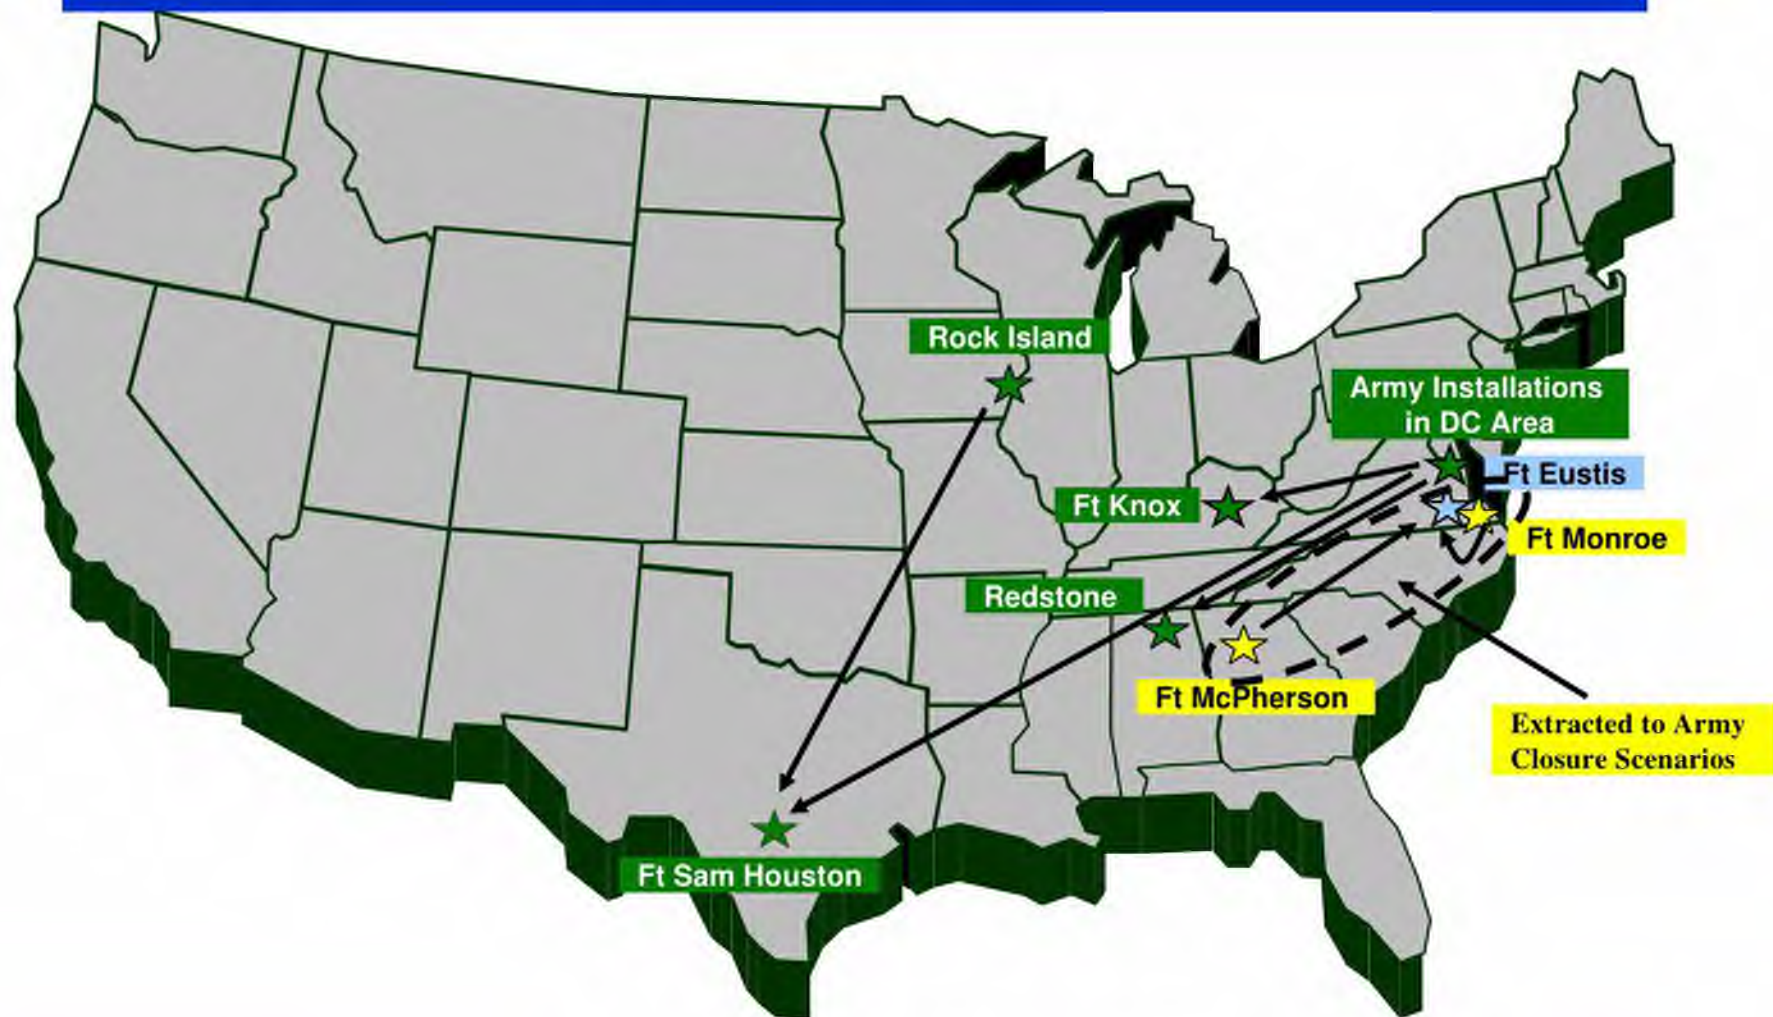 Rock Island
Army Installations
in DC Area
Ft Eustis
Ft Knox
Ft Monroe
Redstone
Ft McPherson
Extracted to Army
Closure Scenarios
Ft Sam Houston